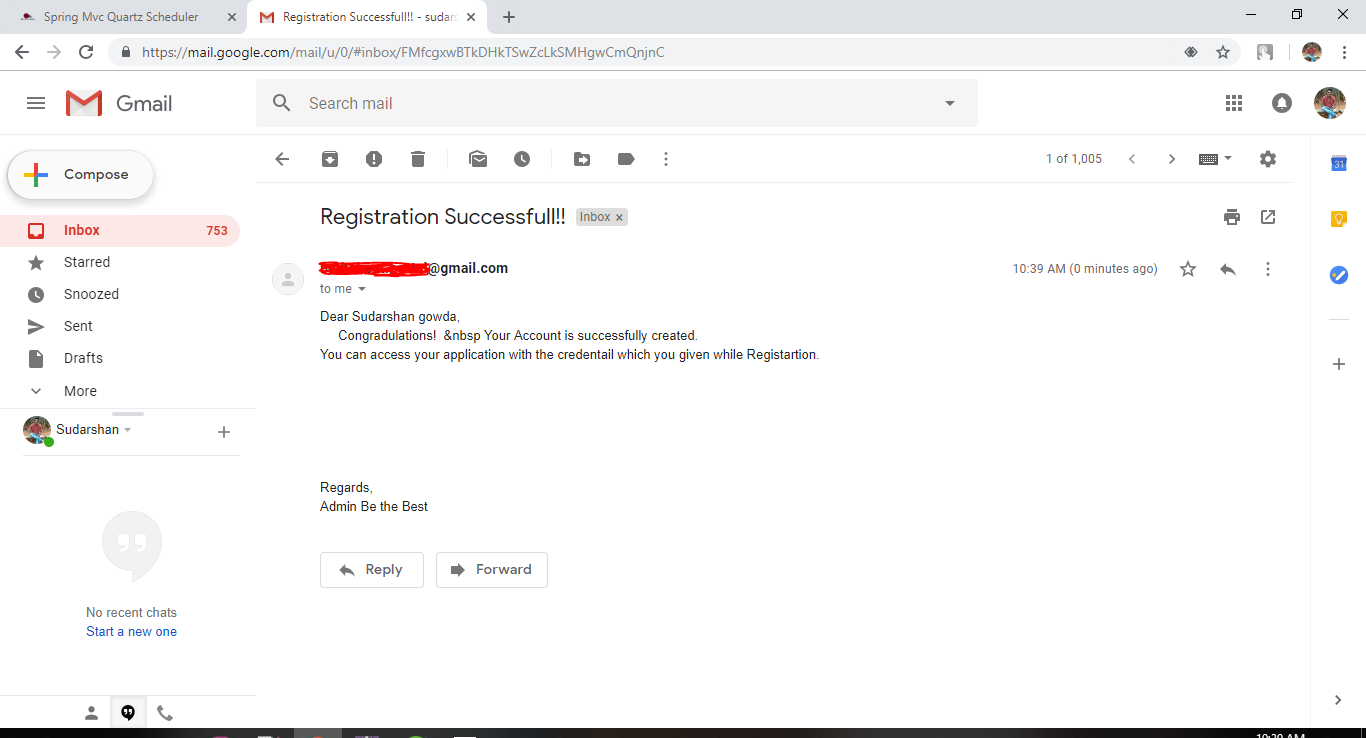 Spring Mvc Quartz Scheduler
Registration Successfull!! - sudars
https://mail.google.com/mail/u/0/#inbox/FMfcgxwBTkDHkTSwZcLkSMHgwCmQnjnC
Gmail
Search mail
Compose
1 of 1,005
31
Registration Successfull!!
Inbox x
Inbox 753
Starred
Snoozed
Sent
Drafts
More
Sudarshan
@gmail.com
10:39 AM (0 minutes ago)
to me
Dear Sudarshan gowda,
Congradulations! &nbsp Your Account is successfully created.
You can access your application with the credentail which you given while Registartion.
Regards,
Admin Be the Best
Reply
Forward
No recent chats
Start a new one
10:39 AM